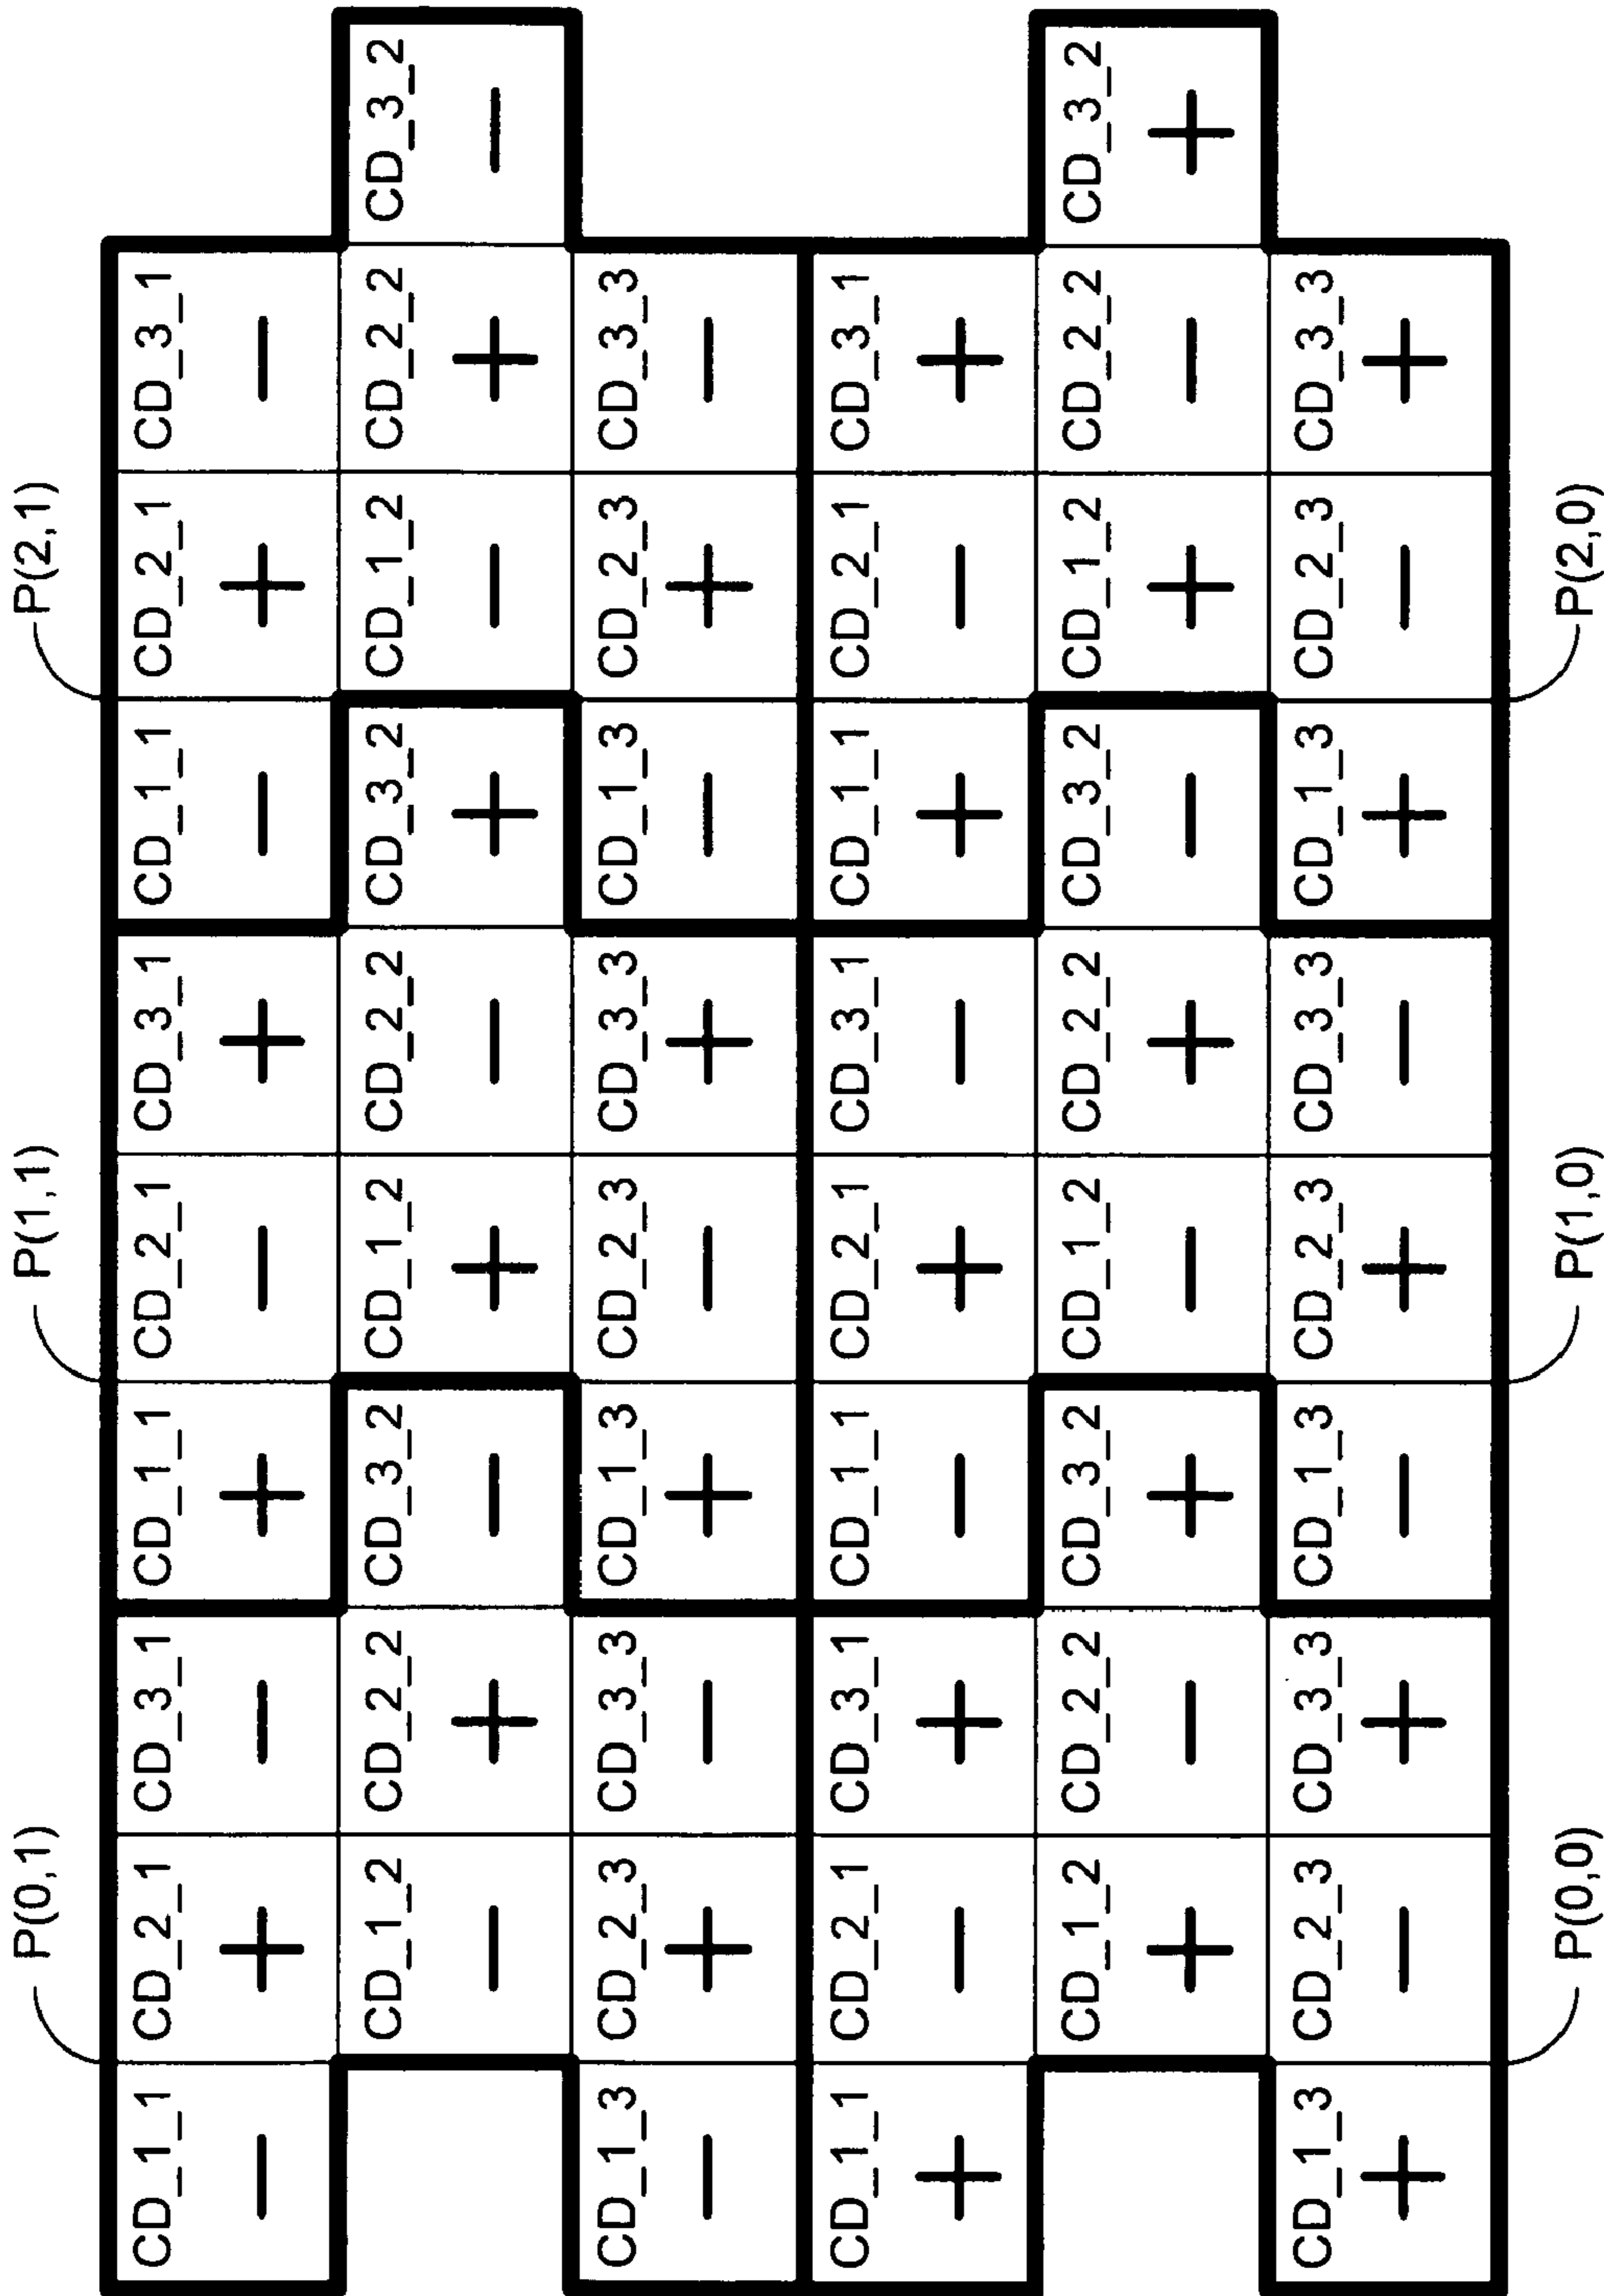 P(0,1) P(1,1) P(2,1)
CD_1_1 CD_2_1 CD_3_1 CD_1_1 CD_2_1 CD_3_1 CD_1_1 CD_2_1 CD_3_1
− + − + − + − + −
CD_1_2 CD_2_2 CD_3_2 CD_1_2 CD_2_2 CD_3_2 CD_1_2 CD_2_2 CD_3_2
− + − + − + − + −
CD_1_3 CD_2_3 CD_3_3 CD_1_3 CD_2_3 CD_3_3 CD_1_3 CD_2_3 CD_3_3
− + − + − + − + −
CD_1_1 CD_2_1 CD_3_1 CD_1_1 CD_2_1 CD_3_1 CD_1_1 CD_2_1 CD_3_1
+ − + − + − + − +
CD_1_2 CD_2_2 CD_3_2 CD_1_2 CD_2_2 CD_3_2 CD_1_2 CD_2_2 CD_3_2
+ − + − + − + − +
CD_1_3 CD_2_3 CD_3_3 CD_1_3 CD_2_3 CD_3_3 CD_1_3 CD_2_3 CD_3_3
+ − + − + − + − +
P(0,0) P(1,0) P(2,0)